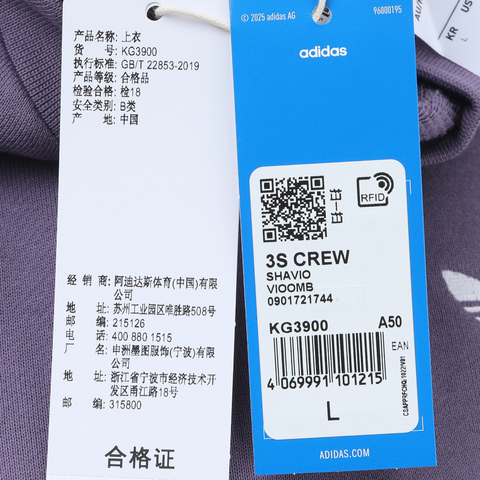 产品名称: 上衣
货 号: KG3900
执行标准: GB/T 22853-2019
产品等级: 合格品
检验合格: 检18
安全类别: B类
产 地: 中国
经 销 商: 阿迪达斯体育(中国)有限
公司
地 址: 苏州工业园区唯胜路508号
邮 编: 215126
电 话: 400 880 1515
厂 名: 申洲墨图服饰(宁波)有限
公司
地 址: 浙江省宁波市经济技术开
发区甬江路18号
邮 编: 315800
合格证
© 2025 adidas AG
96000195
adidas
RFID
3S CREW
SHAVIO
VIOOMB
0901721744
KG3900 A50
EAN
4 069991 101215
L
ADIDAS.COM
KR L